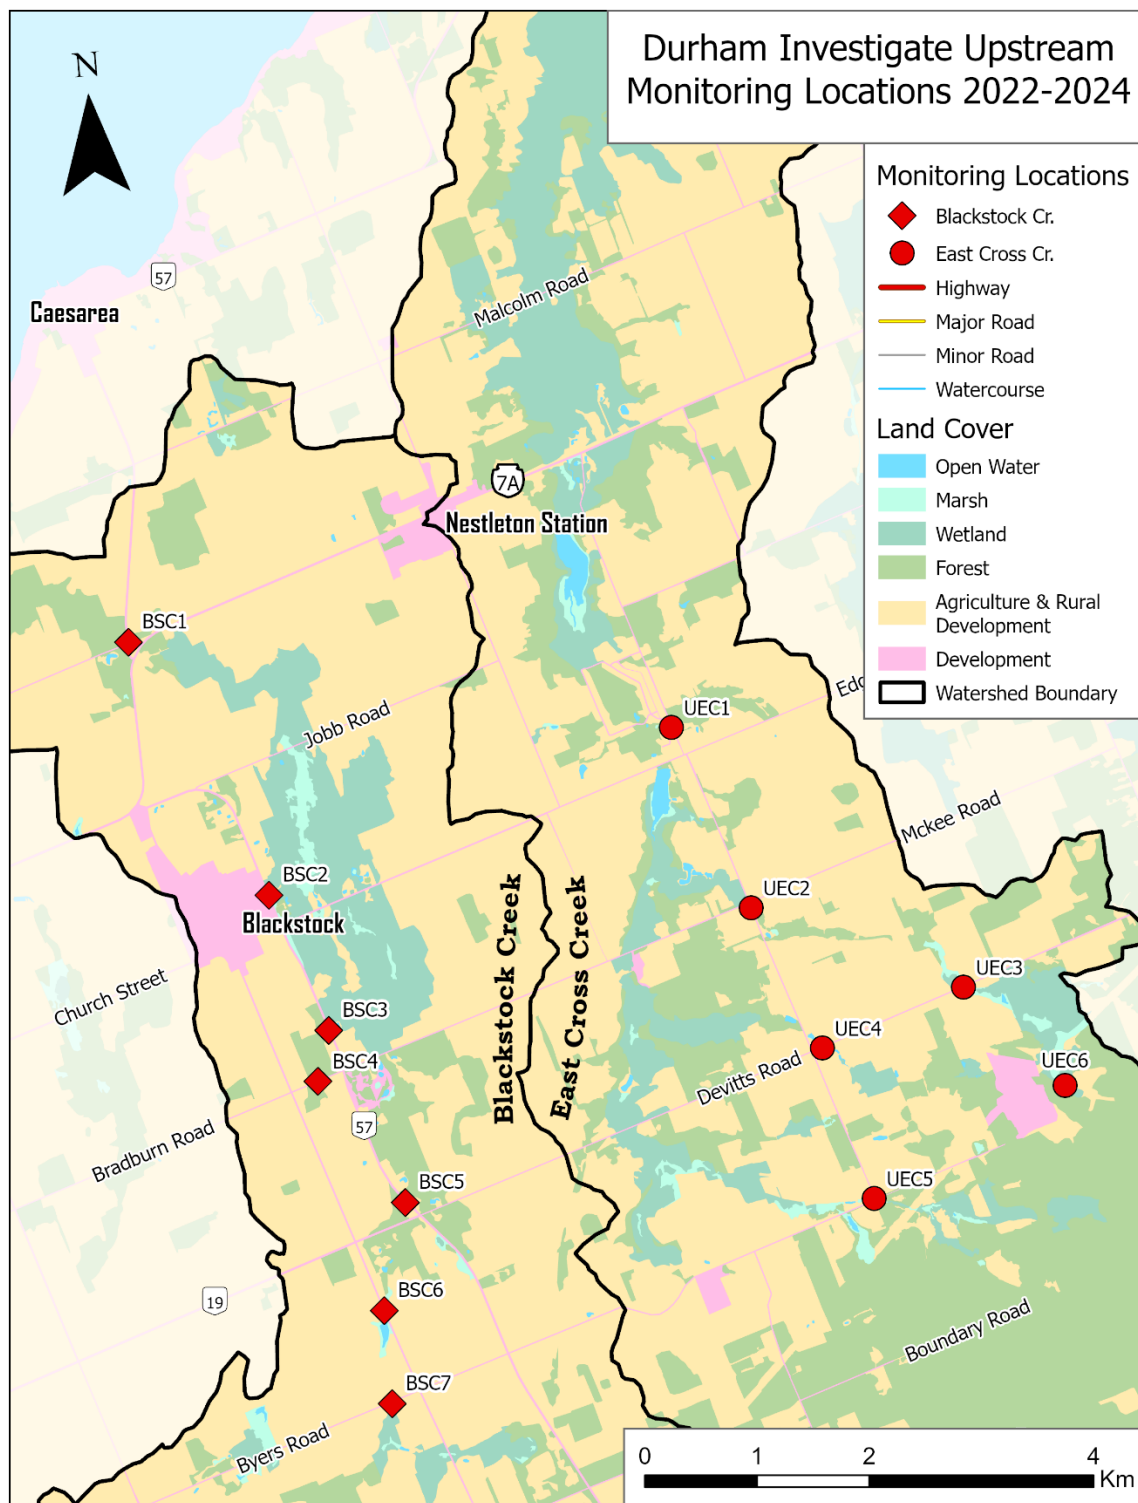 Durham Investigate Upstream
Monitoring Locations 2022-2024
N
Monitoring Locations
Blackstock Cr.
East Cross Cr.
Highway
Major Road
Minor Road
Watercourse
Land Cover
Open Water
Marsh
Wetland
Forest
Agriculture & Rural
Development
Development
Watershed Boundary
57
Caesarea
Malcolm Road
7A
Nestleton Station
BSC1
UEC1
Jobb Road
Mckee Road
BSC2
Blackstock
UEC2
Blackstock Creek
East Cross Creek
UEC3
Church Street
BSC3
UEC4
BSC4
Devitts Road
UEC6
57
Bradburn Road
BSC5
UEC5
19
BSC6
Boundary Road
BSC7
Byers Road
0 1 2 4
Km